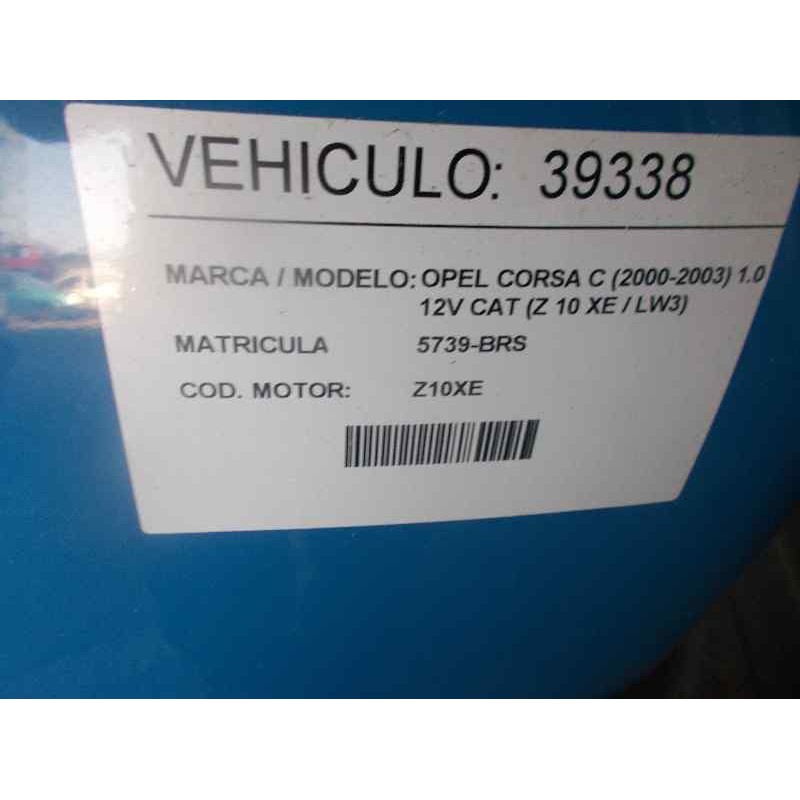 VEHICULO: 39338
MARCA / MODELO: OPEL CORSA C (2000-2003) 1.0
12V CAT (Z 10 XE / LW3)
MATRICULA 5739-BRS
COD. MOTOR: Z10XE